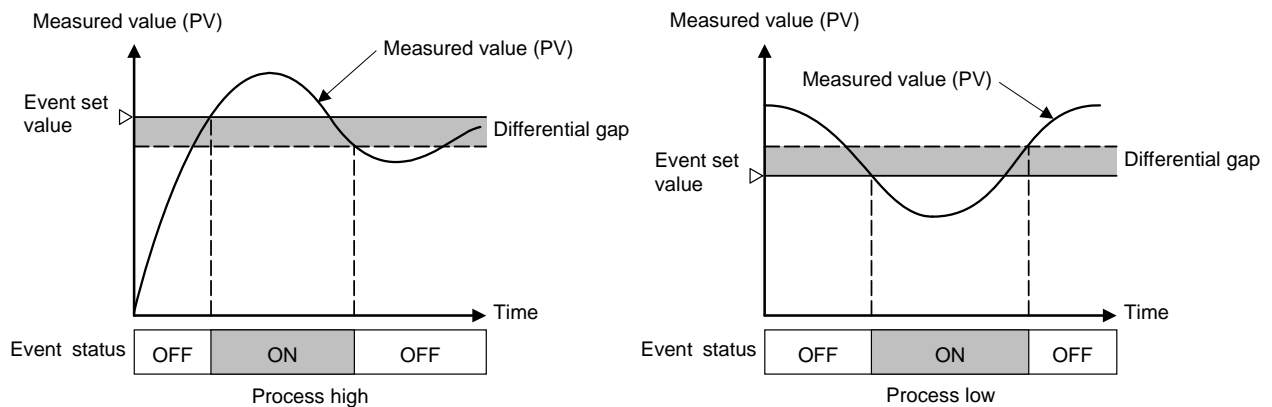 Measured value (PV)
Measured value (PV)
Event set
value
Differential gap
Time
Event status
OFF
ON
OFF
Process high
Measured value (PV)
Measured value (PV)
Event set
value
Differential gap
Time
Event status
OFF
ON
OFF
Process low